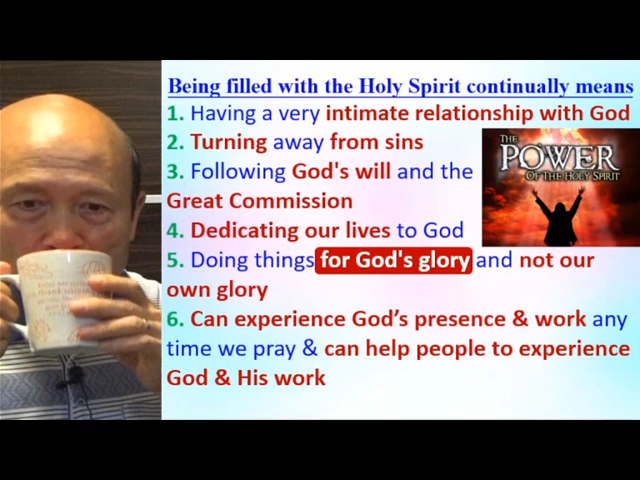 Being filled with the Holy Spirit continually means
1. Having a very intimate relationship with God
2. Turning away from sins
3. Following God's will and the
Great Commission
4. Dedicating our lives to God
5. Doing things for God's glory and not our
own glory
6. Can experience God’s presence & work any
time we pray & can help people to experience
God & His work
THE
POWER
OF THE HOLY SPIRIT